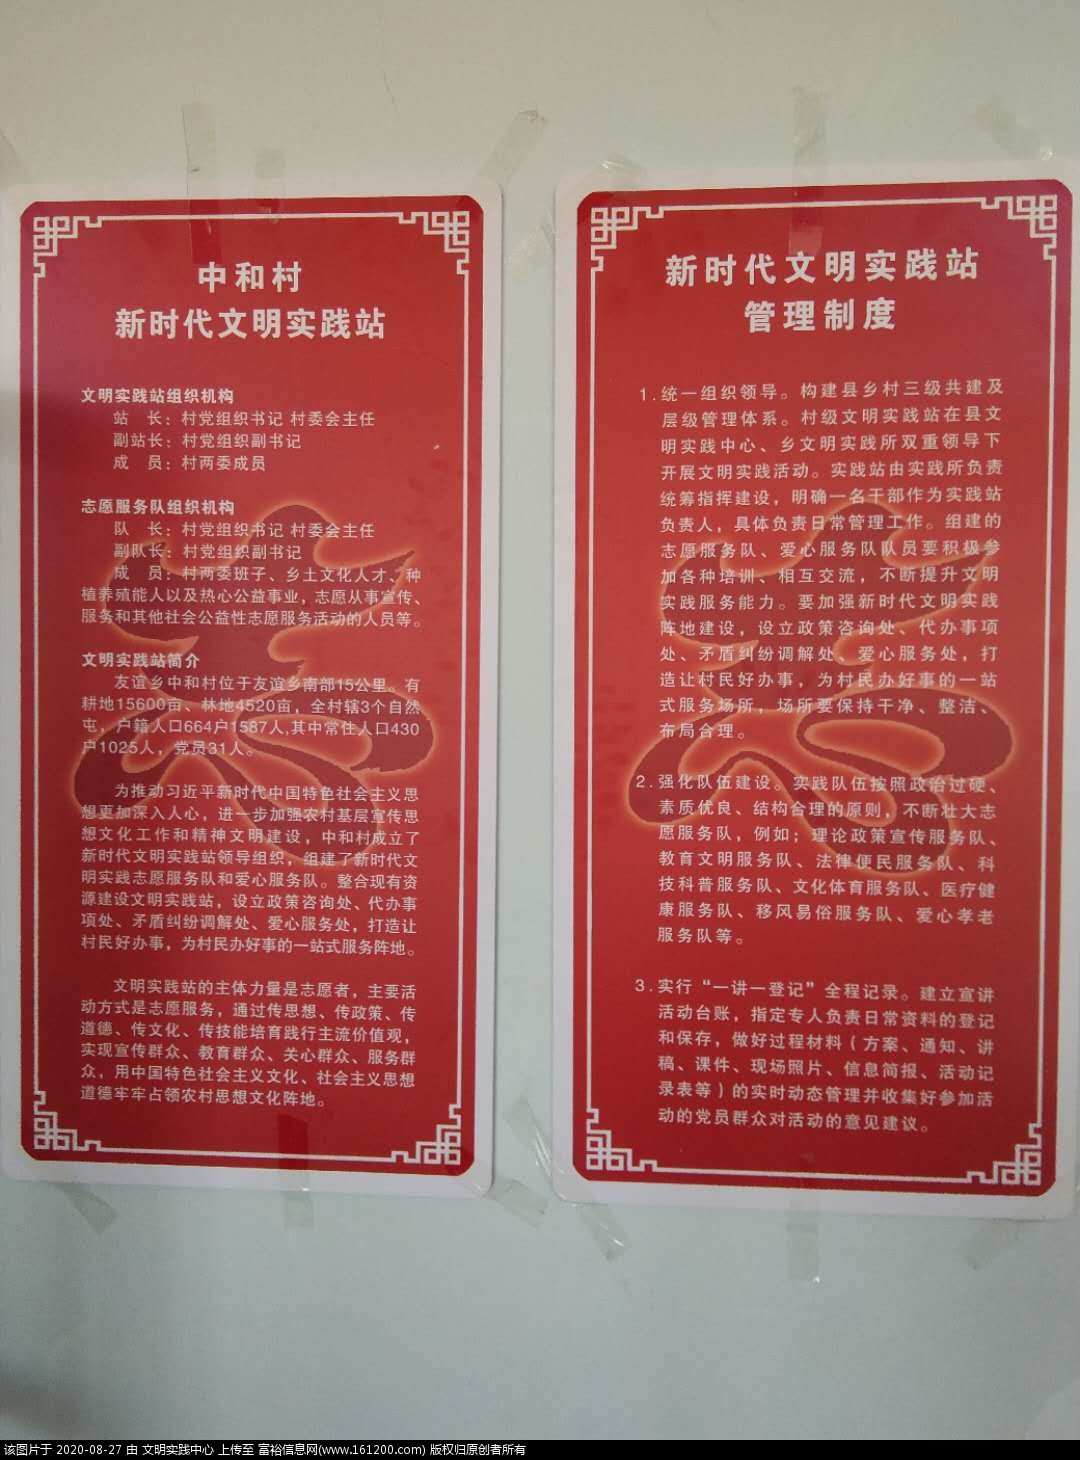 中和村
新时代文明实践站
文明实践站组织机构
站　长：村党组织书记 村委会主任
副站长：村党组织副书记
成　员：村两委成员
志愿服务队组织机构
队　长：村党组织书记 村委会主任
副队长：村党组织副书记
成　员：村两委班子、乡土文化人才、种
植养殖能人以及热心公益事业，志愿从事宣传、
服务和其他社会公益性志愿服务活动的人员等。
文明实践站简介
友谊乡中和村位于友谊乡南部15公里。有
耕地15600亩、林地4520亩，全村辖3个自然
屯，户籍人口664户1587人,其中常住人口430
户1025人，党员31人。
为推动习近平新时代中国特色社会主义思
想更加深入人心，进一步加强农村基层宣传思
想文化工作和精神文明建设，中和村成立了
新时代文明实践站领导组织，组建了新时代文
明实践志愿服务队和爱心服务队。整合现有资
源建设文明实践站，设立政策咨询处、代办事
项处、矛盾纠纷调解处、爱心服务处，打造让
村民好办事，为村民办好事的一站式服务阵地。
文明实践站的主体力量是志愿者，主要活
动方式是志愿服务，通过传思想、传政策、传
道德、传文化、传技能培育践行主流价值观，
实现宣传群众、教育群众、关心群众、服务群
众，用中国特色社会主义文化、社会主义思想
道德牢牢占领农村思想文化阵地。
新时代文明实践站
管理制度
1.统一组织领导。构建县乡村三级共建及
层级管理体系。村级文明实践站在县文
明实践中心、乡文明实践所双重领导下
开展文明实践活动。实践站由实践所负责
统筹指挥建设，明确一名干部作为实践站
负责人，具体负责日常管理工作。组建的
志愿服务队、爱心服务队队员要积极参
加各种培训、相互交流，不断提升文明
实践服务能力。要加强新时代文明实践
阵地建设，设立政策咨询处、代办事项
处、矛盾纠纷调解处、爱心服务处，打
造让村民好办事，为村民办好事的一站
式服务场所，场所要保持干净、整洁、
布局合理。
2.强化队伍建设。实践队伍按照政治过硬、
素质优良、结构合理的原则，不断壮大志
愿服务队，例如；理论政策宣传服务队、
教育文明服务队、法律便民服务队、科
技科普服务队、文化体育服务队、医疗健
康服务队、移风易俗服务队、爱心孝老
服务队等。
3.实行“一讲一登记”全程记录。建立宣讲
活动台账，指定专人负责日常资料的登记
和保存，做好过程材料（方案、通知、讲
稿、课件、现场照片、信息简报、活动记
录表等）的实时动态管理并收集好参加活
动的党员群众对活动的意见建议。
该图片于 2020-08-27 由 文明实践中心 上传至 富裕信息网(www.161200.com) 版权归原创者所有